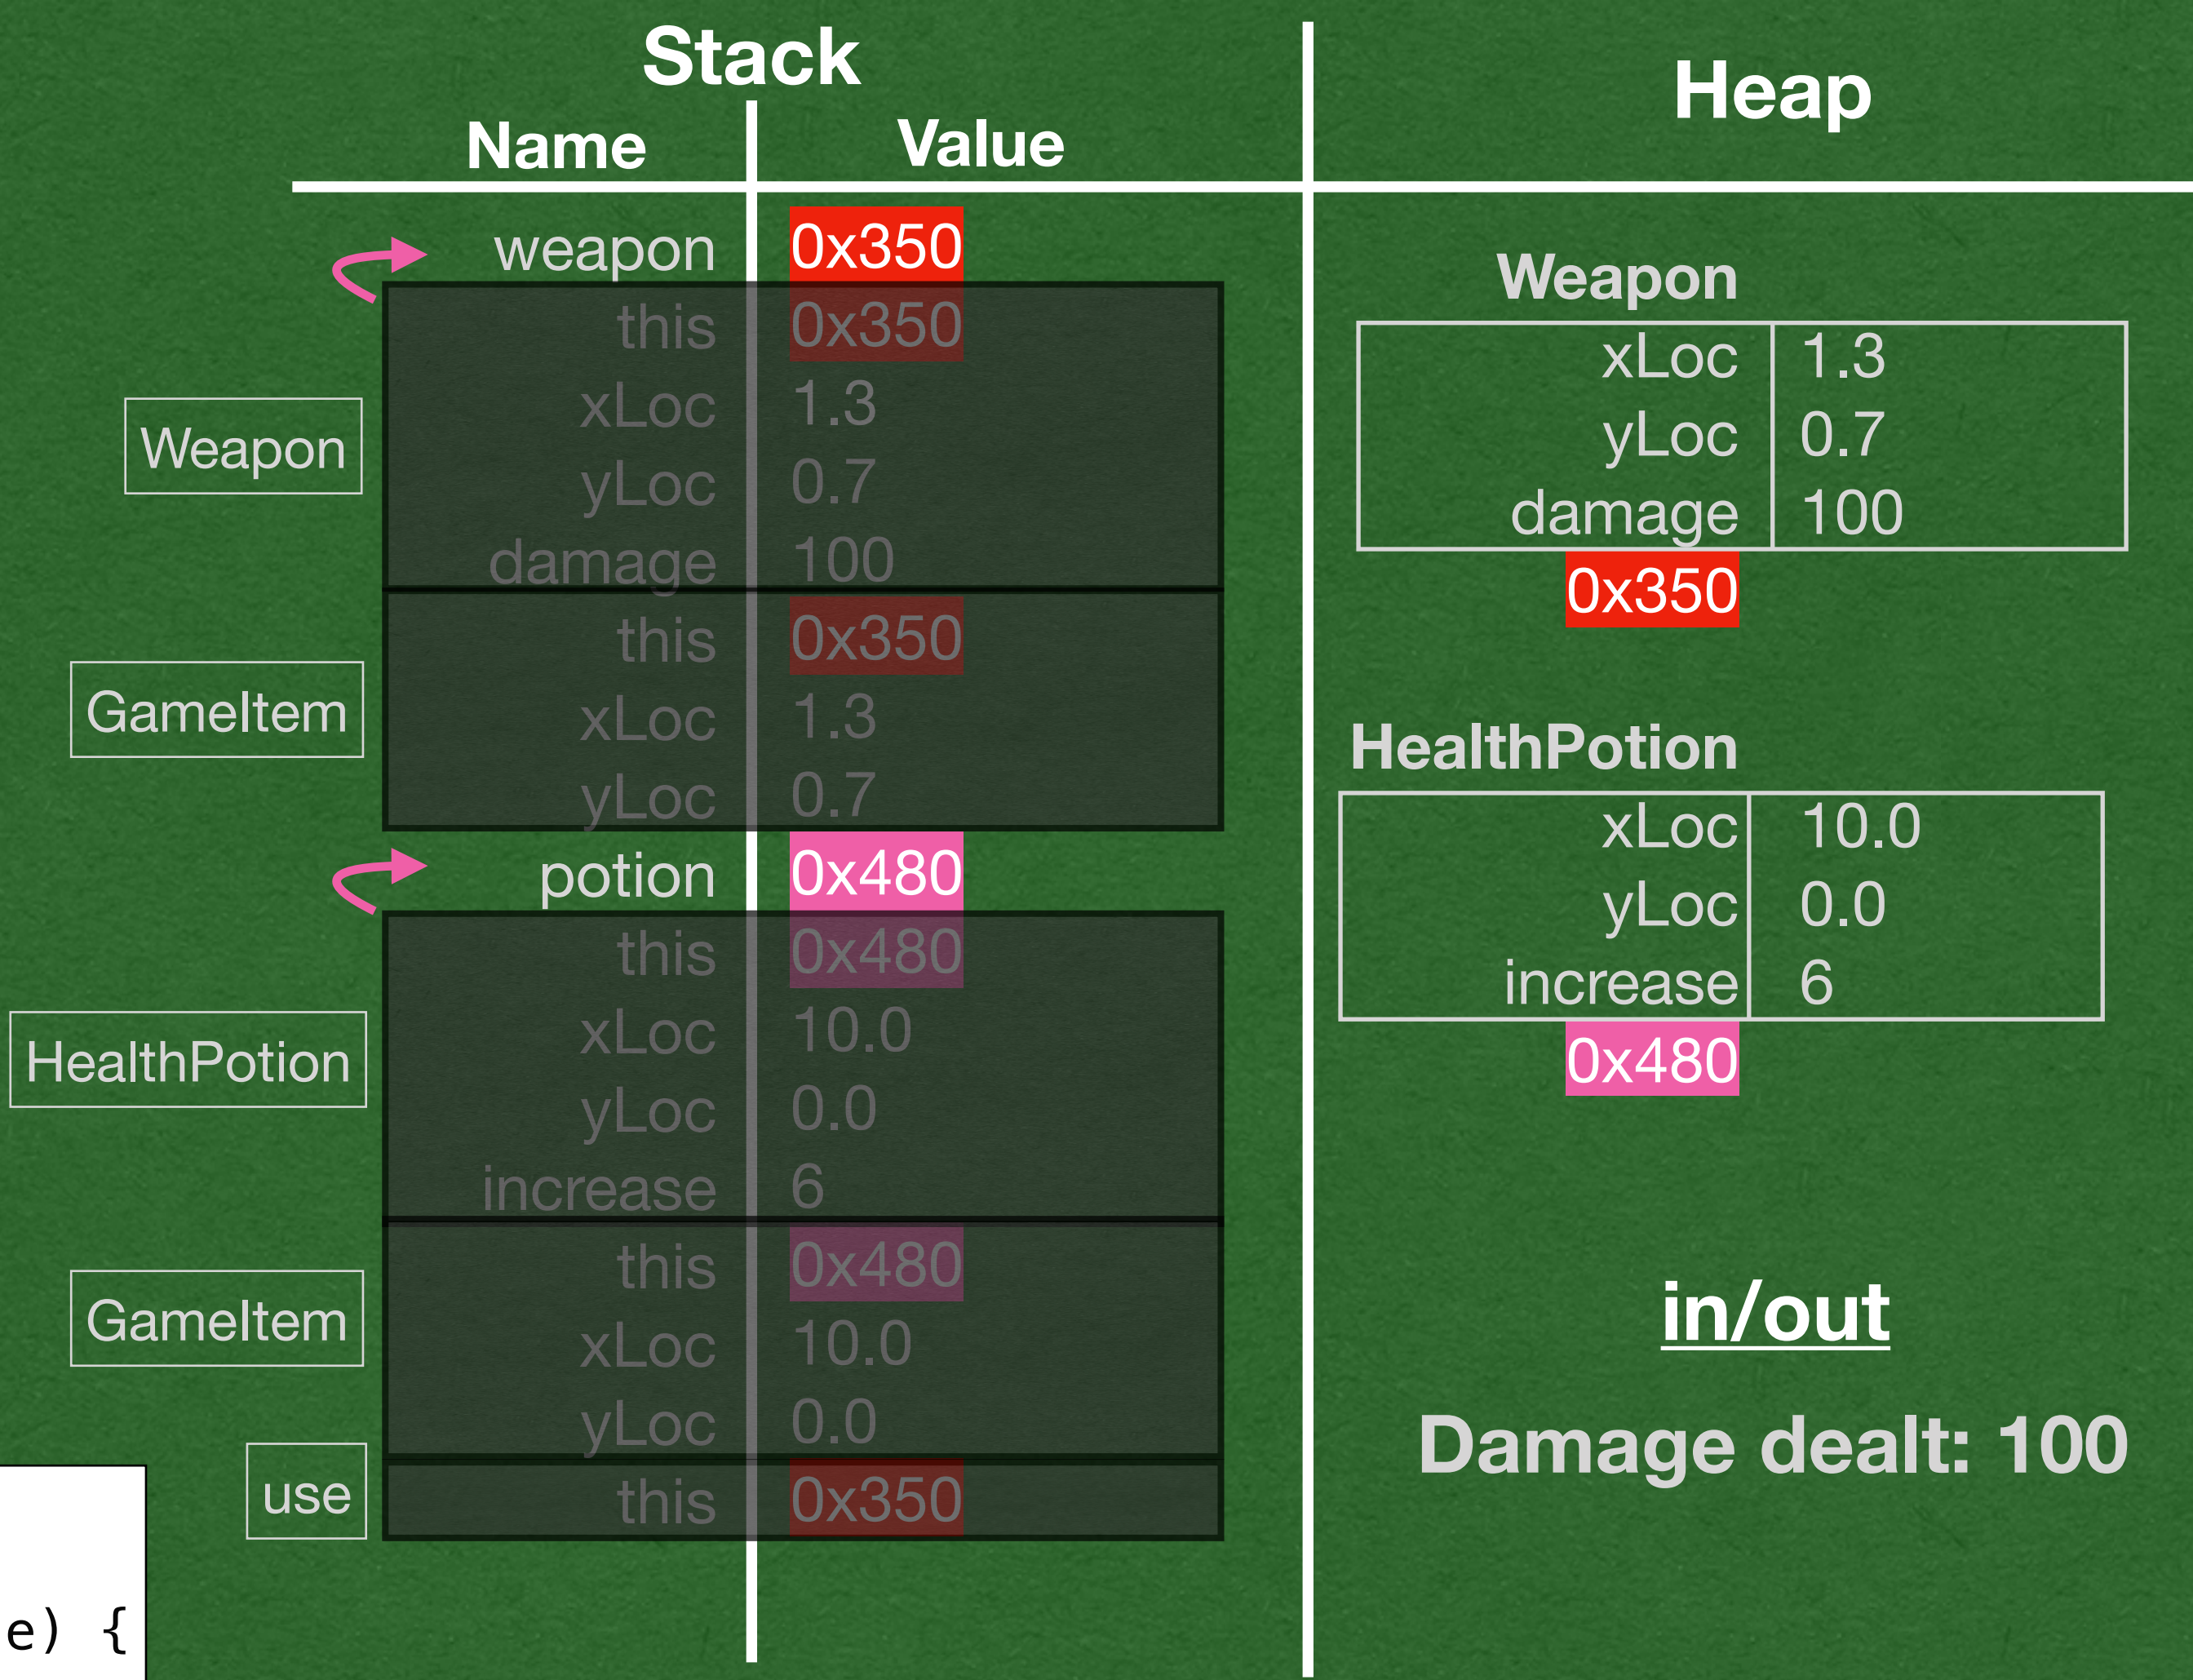 Stack
Name Value
weapon 0x350
this 0x350
xLoc 1.3
Weapon
yLoc 0.7
damage 100
this 0x350
GameItem
xLoc 1.3
yLoc 0.7
potion 0x480
this 0x480
xLoc 10.0
HealthPotion
yLoc 0.0
increase 6
this 0x480
GameItem
xLoc 10.0
yLoc 0.0
use
this 0x350
e) {
Heap
Weapon
xLoc 1.3
yLoc 0.7
damage 100
0x350
HealthPotion
xLoc 10.0
yLoc 0.0
increase 6
0x480
in/out
Damage dealt: 100